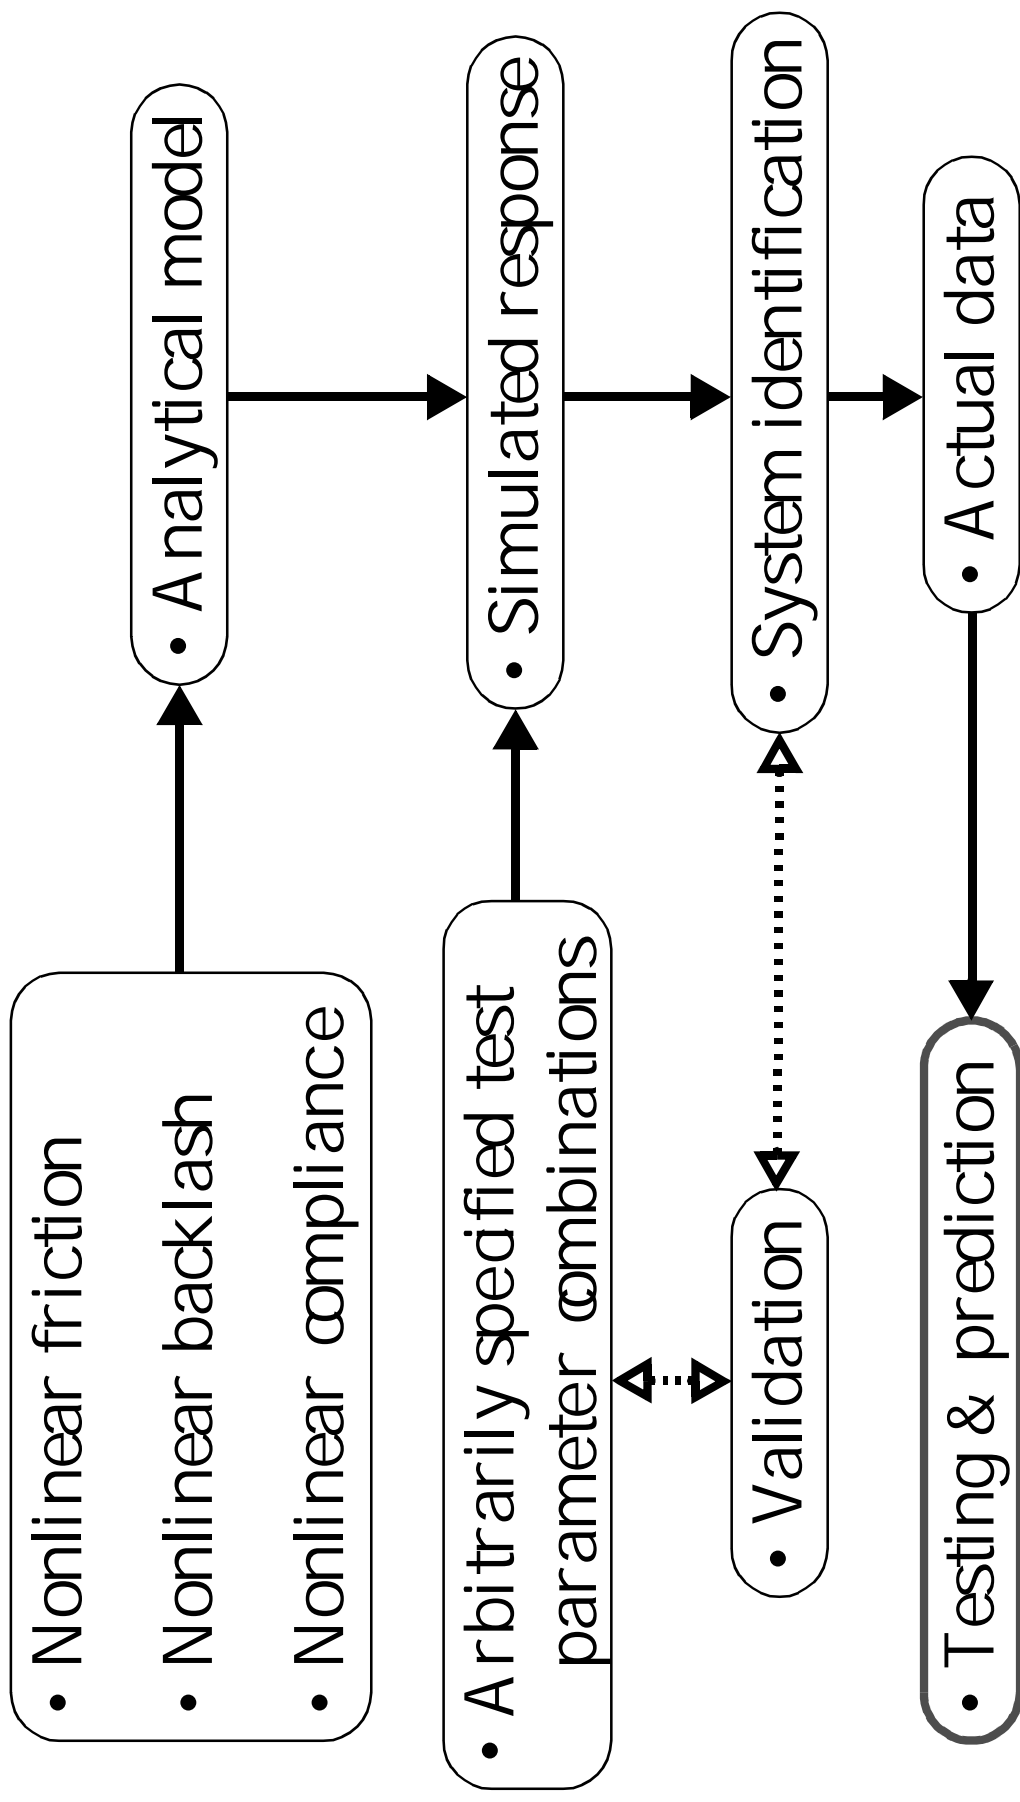 • Nonlinear friction
• Nonlinear backlash
• Nonlinear compliance
• Analytical model
• Arbitrarily specified test
parameter combinations
• Simulated response
• Validation
• System identification
• Testing & prediction
• Actual data